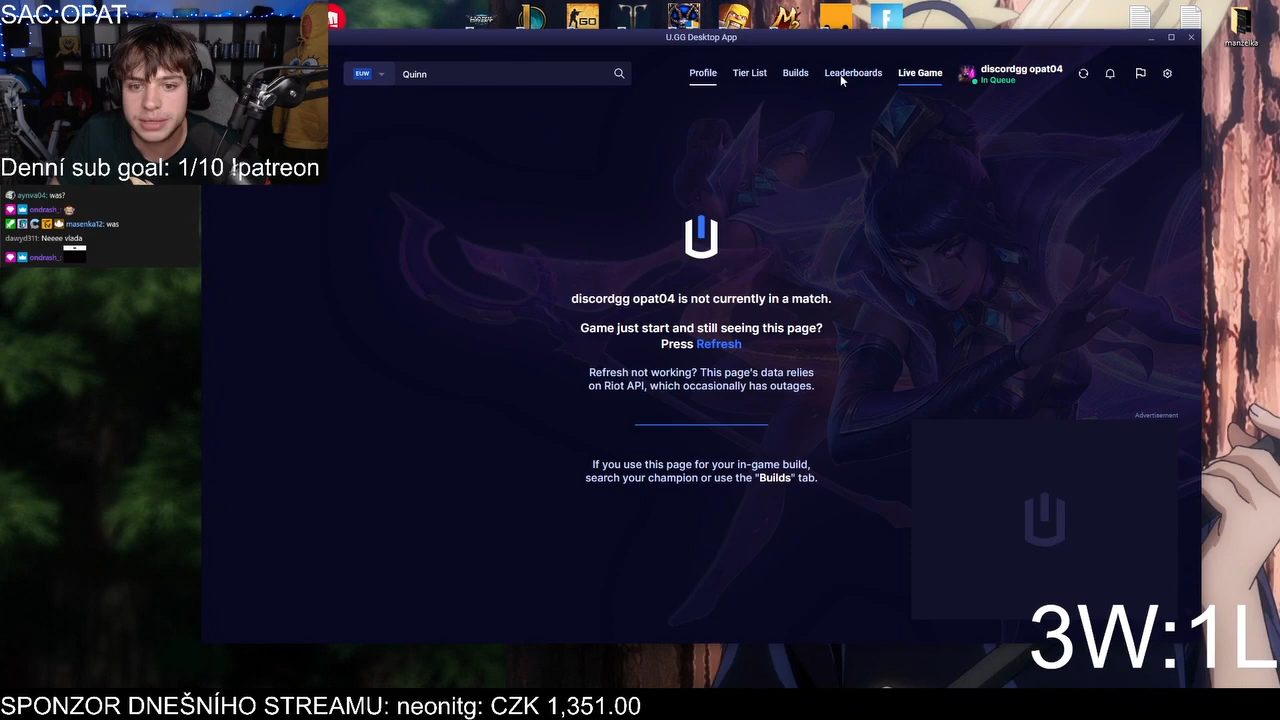 SAC:OPAT
Denní sub goal: 1/10 !patreon
aynva04: was?
ondrash_:
masenka12: was
dawyd311: Neeee vlada
ondrash_:
GO
manželka
U.GG Desktop App
EUW
Quinn
Profile
Tier List
Builds
Leaderboards
Live Game
discordgg opat04
In Queue
discordgg opat04 is not currently in a match.
Game just start and still seeing this page?
Press Refresh
Refresh not working? This page's data relies
on Riot API, which occasionally has outages.
If you use this page for your in-game build,
search your champion or use the "Builds" tab.
Advertisement
3W:1L
SPONZOR DNEŠNÍHO STREAMU: neonitg: CZK 1,351.00